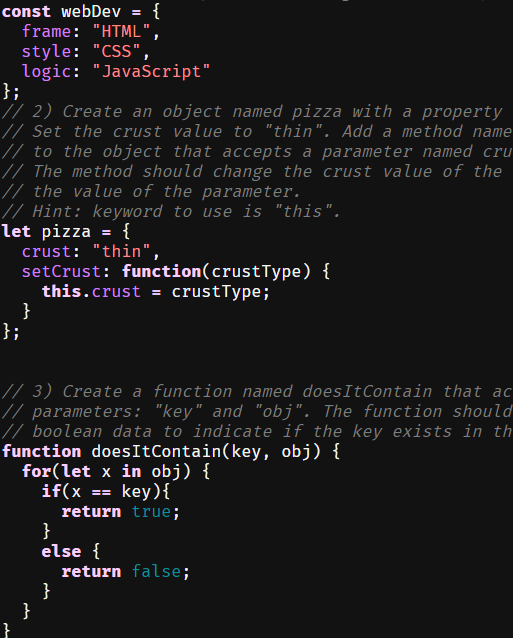 const webDev = {
  frame: "HTML",
  style: "CSS",
  logic: "JavaScript"
};
// 2) Create an object named pizza with a property
// Set the crust value to "thin". Add a method name
// to the object that accepts a parameter named cru
// The method should change the crust value of the
// the value of the parameter.
// Hint: keyword to use is "this".
let pizza = {
  crust: "thin",
  setCrust: function(crustType) {
    this.crust = crustType;
  }
};
// 3) Create a function named doesItContain that ac
// parameters: "key" and "obj". The function should
// boolean data to indicate if the key exists in th
function doesItContain(key, obj) {
  for(let x in obj) {
    if(x == key){
      return true;
    }
    else {
      return false;
    }
  }
}